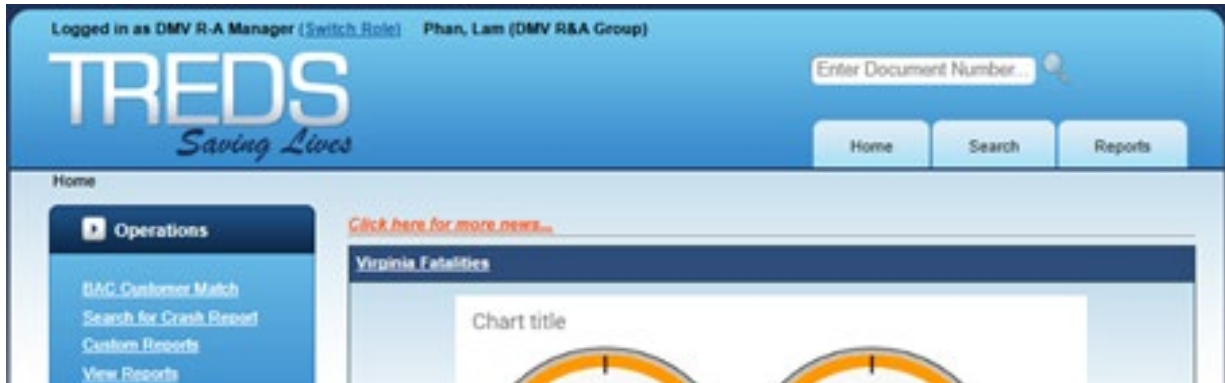 Logged in as DMV R-A Manager (Switch Role) Phan, Lam (DMV R&A Group)
TREDS
Saving Lives
Enter Document Number...
Home Search Reports
Home
Operations
Click here for more news...
Virginia Fatalities
BAC Customer Match
Search for Crash Report
Custom Reports
View Reports
Chart title